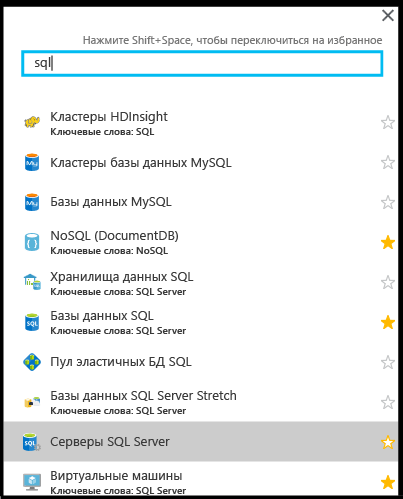 Нажмите Shift+Space, чтобы переключиться на избранное
sql
Кластеры HDInsight
Ключевые слова: SQL
Кластеры базы данных MySQL
Базы данных MySQL
NoSQL (DocumentDB)
Ключевые слова: NoSQL
Хранилища данных SQL
Ключевые слова: SQL Server
Базы данных SQL
Ключевые слова: SQL Server
Пул эластичных БД SQL
Базы данных SQL Server Stretch
Ключевые слова: SQL Server
Серверы SQL Server
Виртуальные машины
Ключевые слова: SQL Server